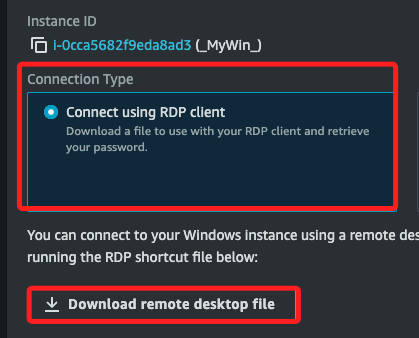 Instance ID
i-0cca5682f9eda8ad3 (_MyWin_)
Connection Type
Connect using RDP client
Download a file to use with your RDP client and retrieve
your password.
You can connect to your Windows instance using a remote des
running the RDP shortcut file below:
Download remote desktop file